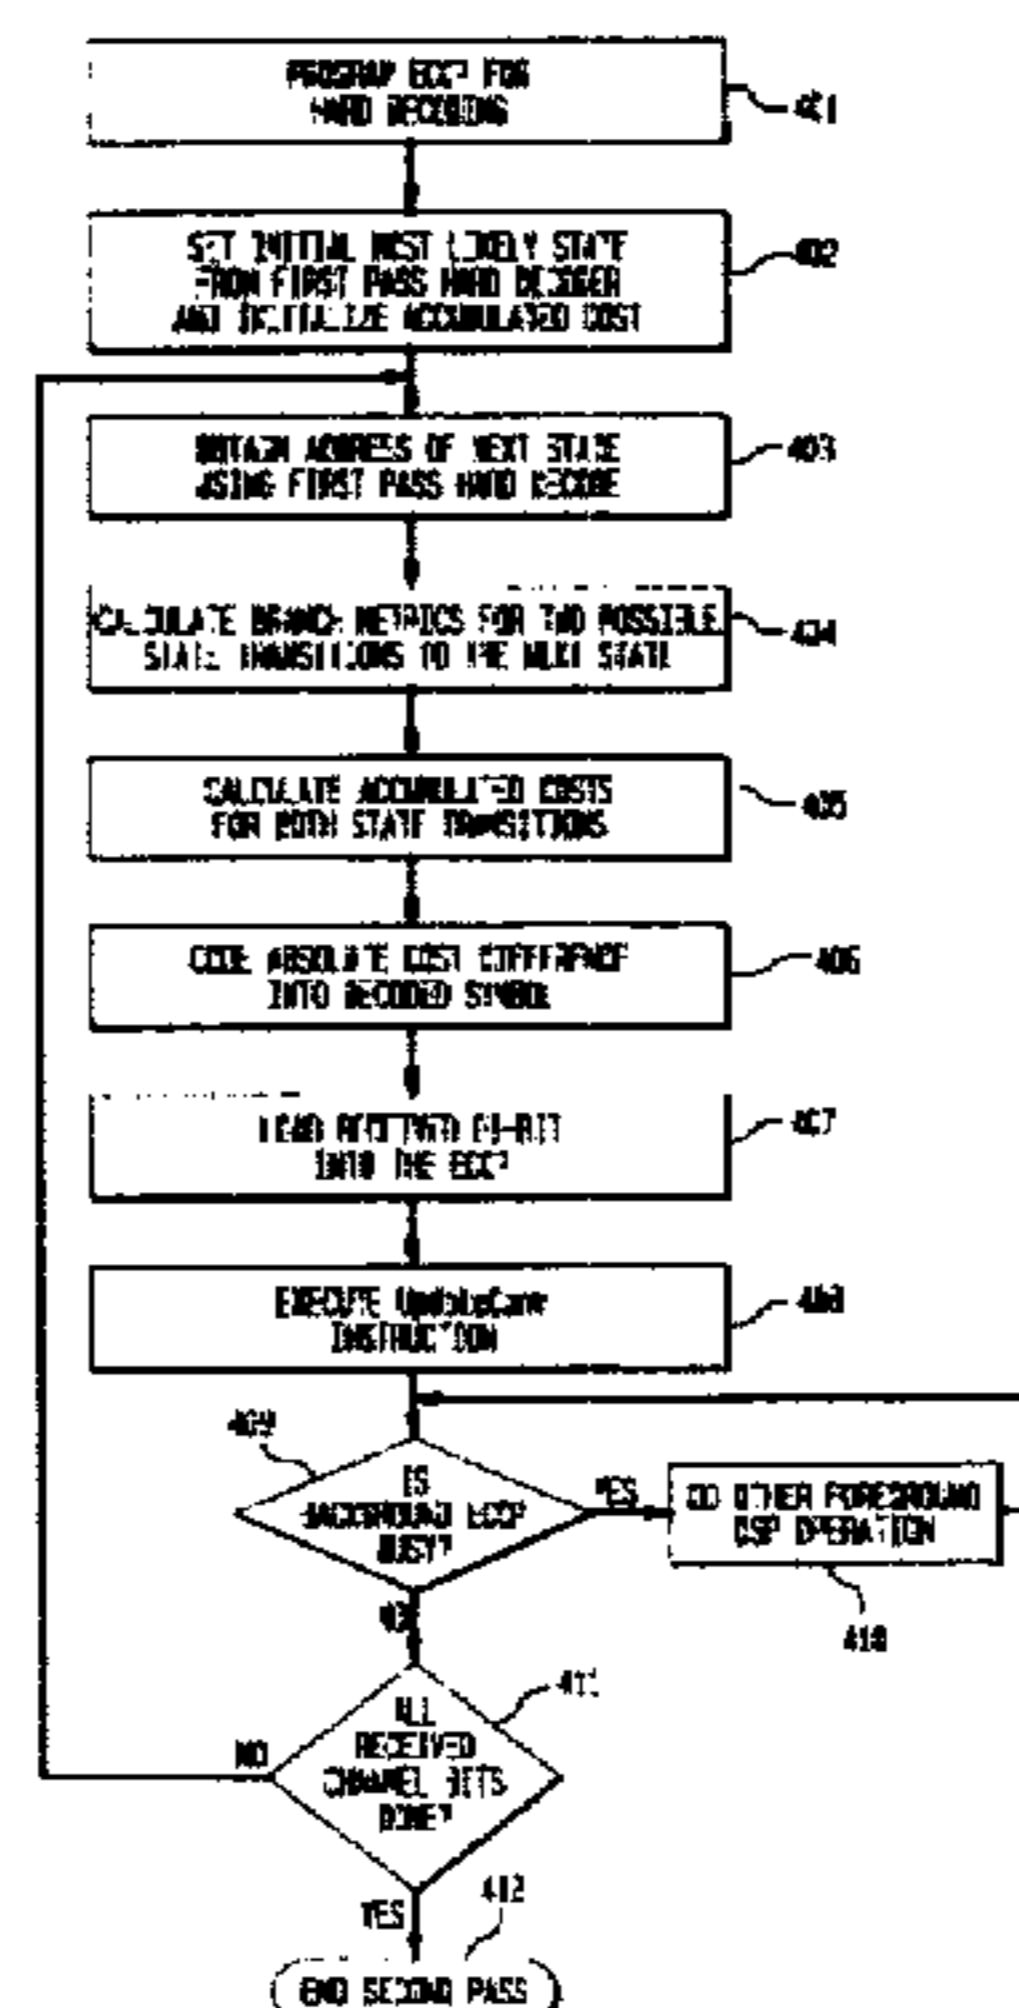 PROGRAM ECCP FOR
HARD DECODING
401
SET INITIAL MOST LIKELY STATE
FROM FIRST PASS HARD DECODER
AND INITIALIZE ACCUMULATED COST
402
OBTAIN ADDRESS OF NEXT STATE
USING FIRST PASS HARD DECODE
403
CALCULATE BRANCH METRICS FOR TWO POSSIBLE
STATE TRANSITIONS TO THE NEXT STATE
404
CALCULATE ACCUMULATED COSTS
FOR BOTH STATE TRANSITIONS
405
CODE ABSOLUTE COST DIFFERENCE
INTO DECODED SYMBOL
406
LOAD RECEIVED
INTO THE ECCP
407
EXECUTE
INSTRUCTION
408
409
IS
BACKGROUND LOOP
BUSY?
YES
DO OTHER FOREGROUND
DSP OPERATION
410
NO
411
ALL
RECEIVED
CHANNEL BITS
DONE?
NO
YES
412
END SECOND PASS